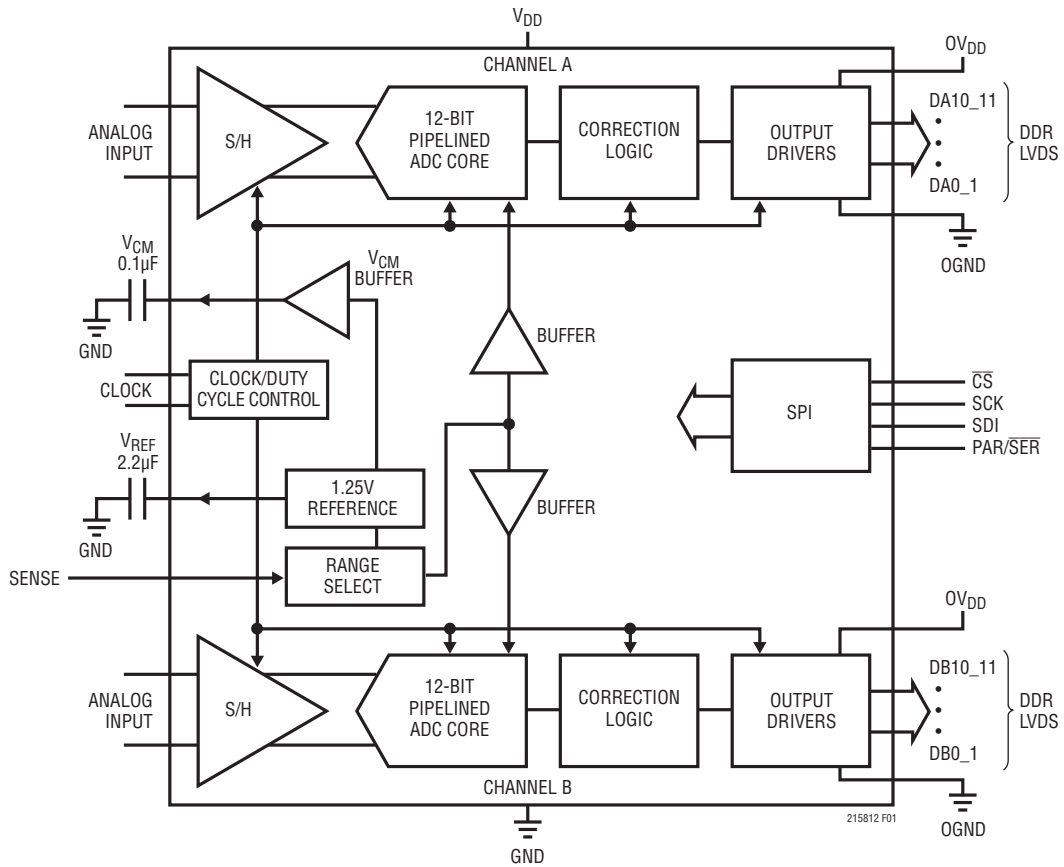 VDD
CHANNEL A
OVDD
ANALOG
INPUT
S/H
12-BIT
PIPELINED
ADC CORE
CORRECTION
LOGIC
OUTPUT
DRIVERS
DA10_11
•
•
•
DA0_1
DDR
LVDS
OGND
VCM
0.1µF
GND
VCM
BUFFER
BUFFER
CLOCK
CLOCK/DUTY
CYCLE CONTROL
SPI
CS
SCK
SDI
PAR/SER
VREF
2.2µF
GND
1.25V
REFERENCE
BUFFER
SENSE
RANGE
SELECT
OVDD
ANALOG
INPUT
S/H
12-BIT
PIPELINED
ADC CORE
CORRECTION
LOGIC
OUTPUT
DRIVERS
DB10_11
•
•
•
DB0_1
DDR
LVDS
CHANNEL B
OGND
215812 F01
GND